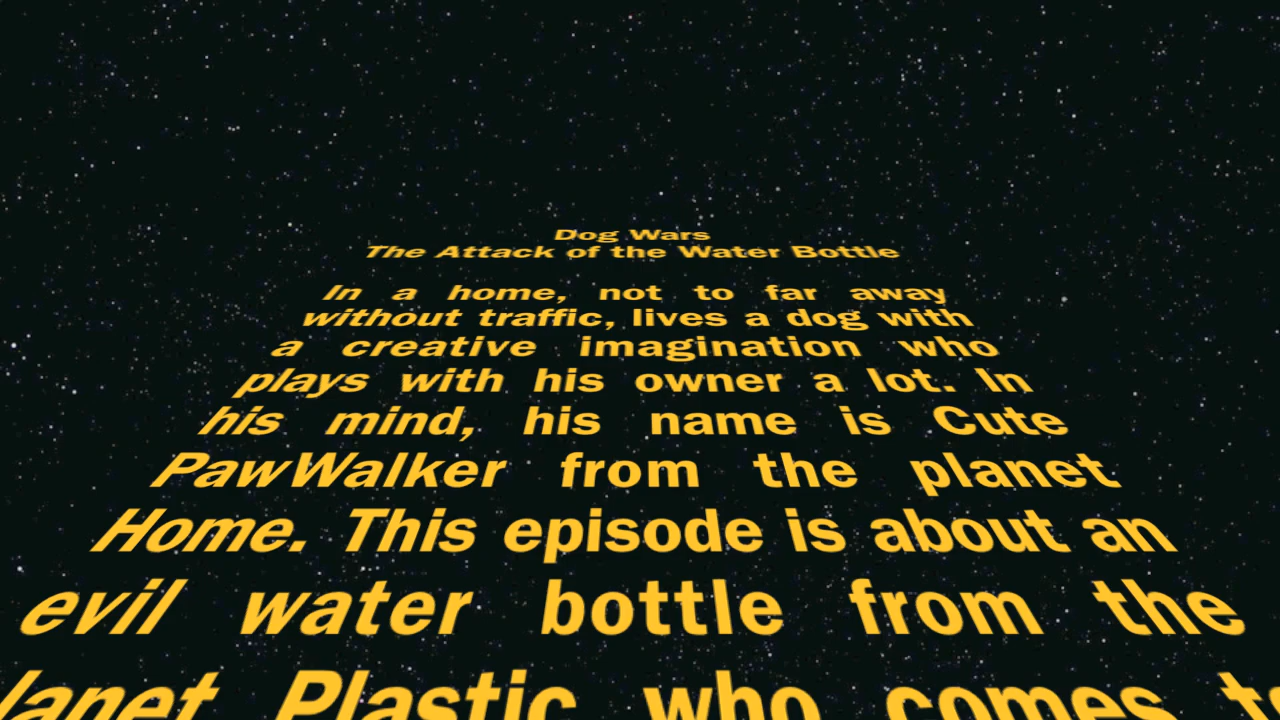 Dog Wars
The Attack of the Water Bottle
In a home, not to far away
without traffic, lives a dog with
a creative imagination who
plays with his owner a lot. In
his mind, his name is Cute
PawWalker from the planet
Home. This episode is about an
evil water bottle from the
lanet Plastic who comes to